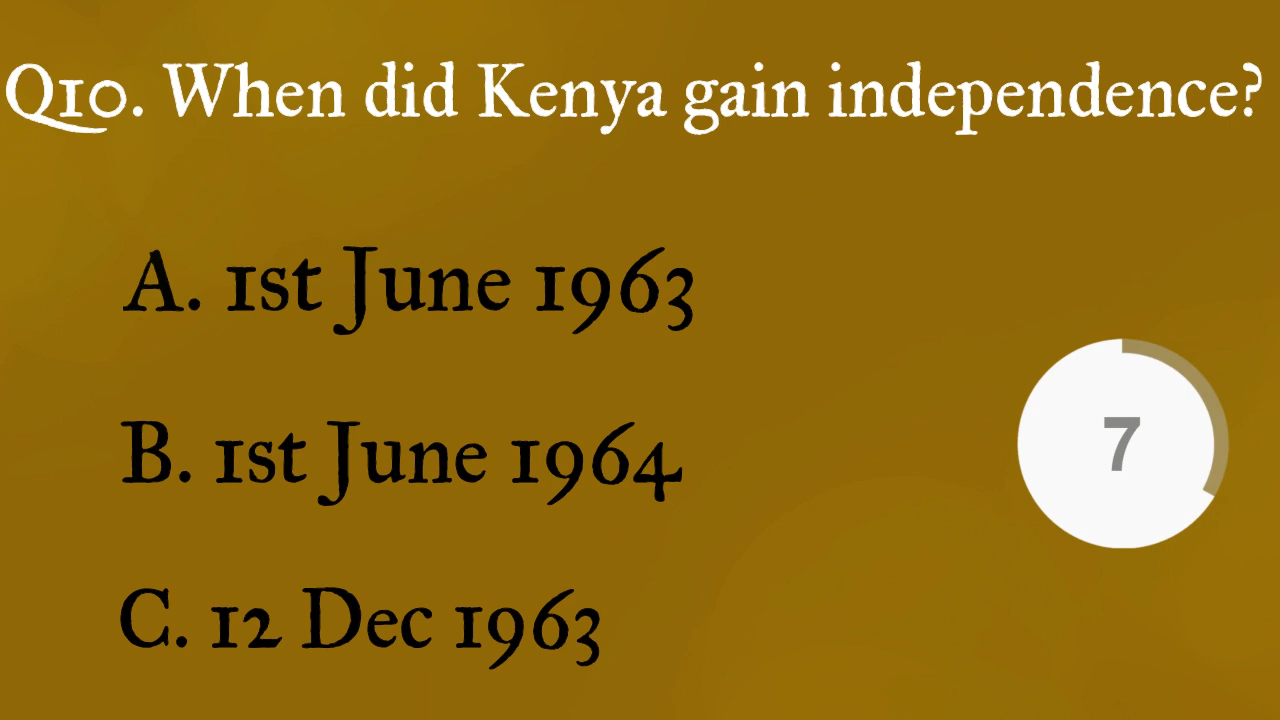 Q10. When did Kenya gain independence?
A. 1st June 1963
B. 1st June 1964
7
C. 12 Dec 1963